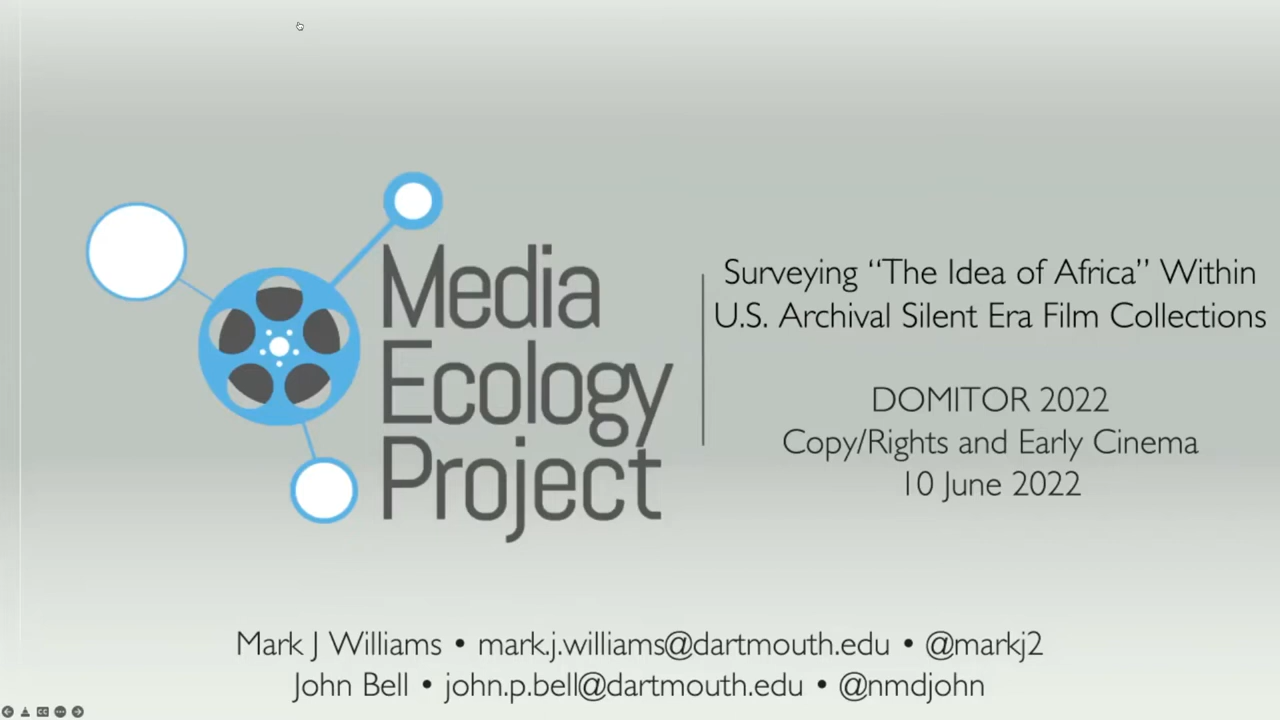 Media
Ecology
Project
Surveying “The Idea of Africa” Within
U.S. Archival Silent Era Film Collections
DOMITOR 2022
Copy/Rights and Early Cinema
10 June 2022
Mark J Williams • mark.j.williams@dartmouth.edu • @markj2
John Bell • john.p.bell@dartmouth.edu • @nmdjohn